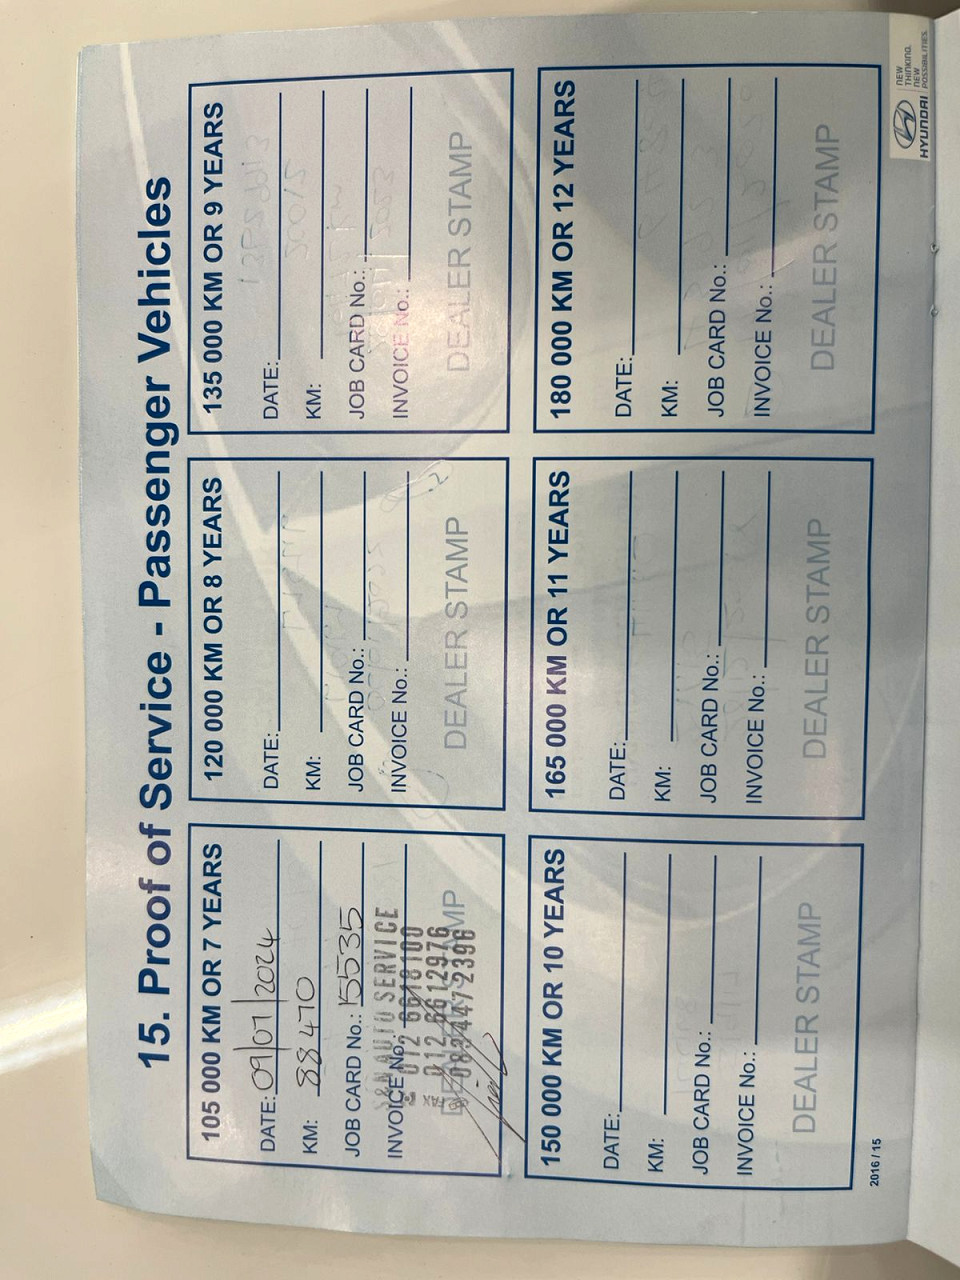 15. Proof of Service - Passenger Vehicles
105 000 KM OR 7 YEARS
DATE: 09/07/2024
KM: 88470
JOB CARD No.: 15535
INVOICE No.:
AUTO SERVICE
012 6618100
012 6612976
0834472396
120 000 KM OR 8 YEARS
DATE:
KM:
JOB CARD No.:
INVOICE No.:
DEALER STAMP
135 000 KM OR 9 YEARS
DATE:
KM:
JOB CARD No.:
INVOICE No.:
DEALER STAMP
150 000 KM OR 10 YEARS
DATE:
KM:
JOB CARD No.:
INVOICE No.:
DEALER STAMP
165 000 KM OR 11 YEARS
DATE:
KM:
JOB CARD No.:
INVOICE No.:
DEALER STAMP
180 000 KM OR 12 YEARS
DATE:
KM:
JOB CARD No.:
INVOICE No.:
DEALER STAMP
2016 / 15
HYUNDAI
NEW
THINKING.
NEW
POSSIBILITIES.